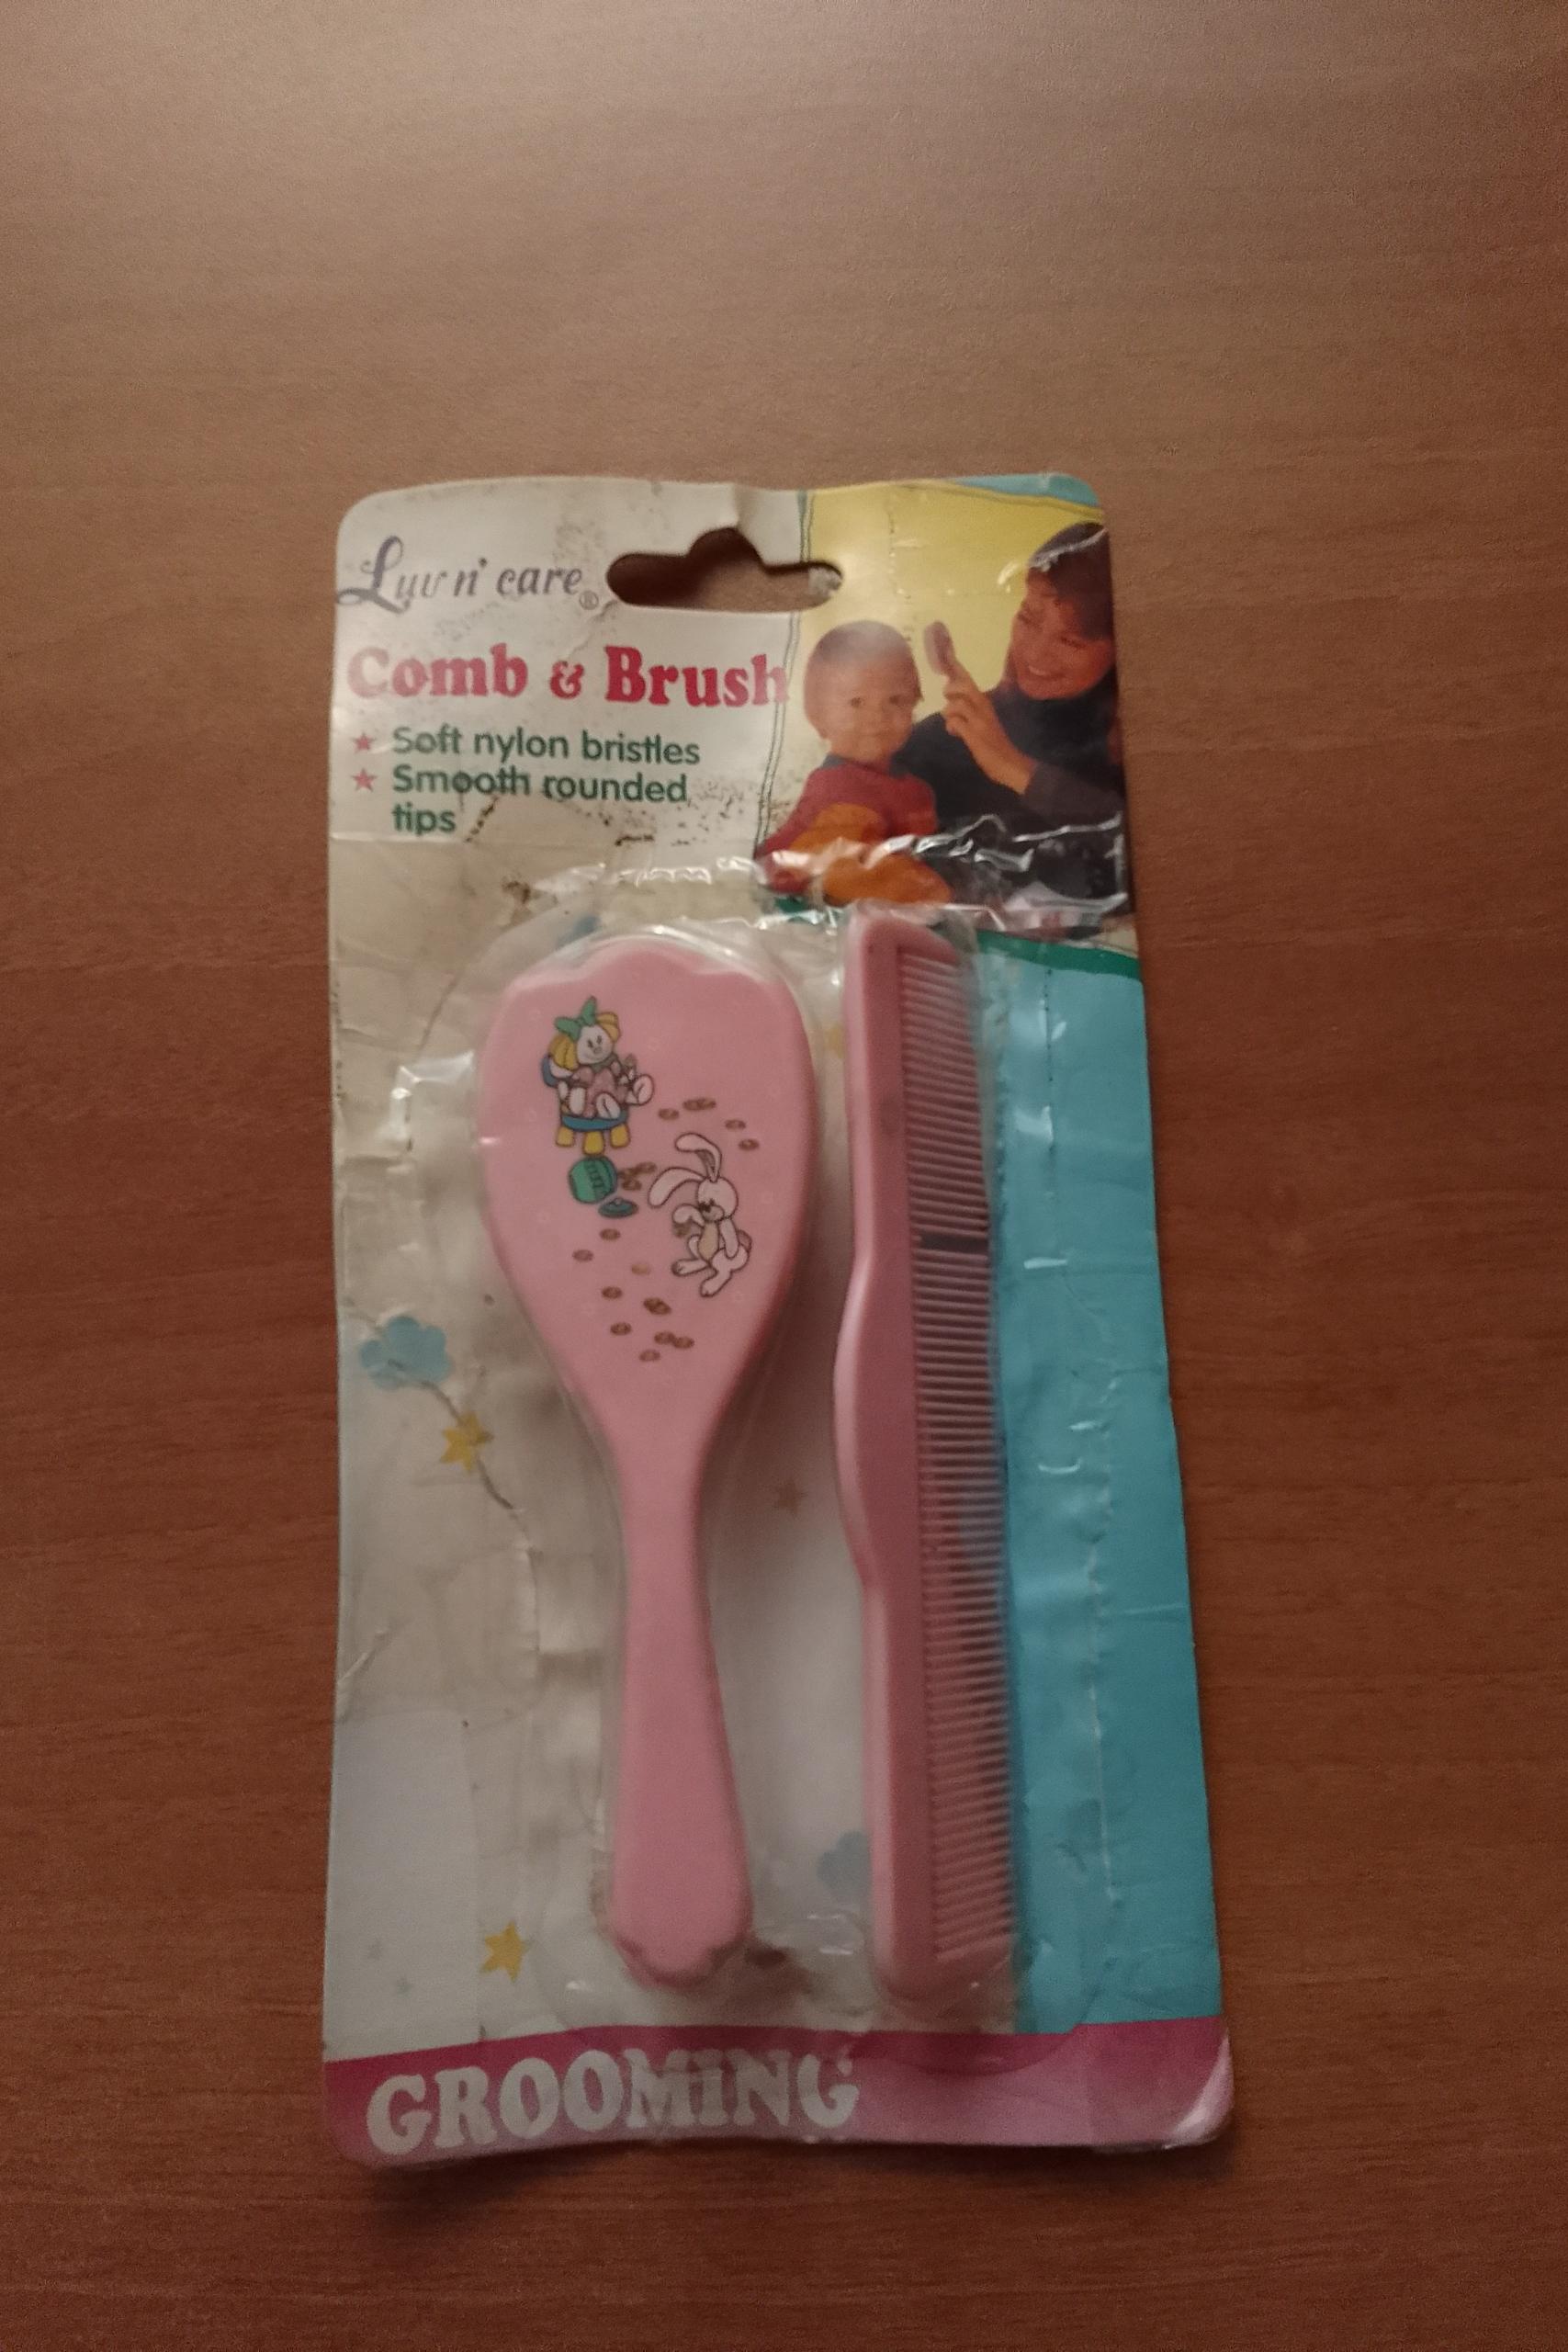 Luv n' care®
Comb & Brush
★ Soft nylon bristles
★ Smooth rounded
tips
GROOMING